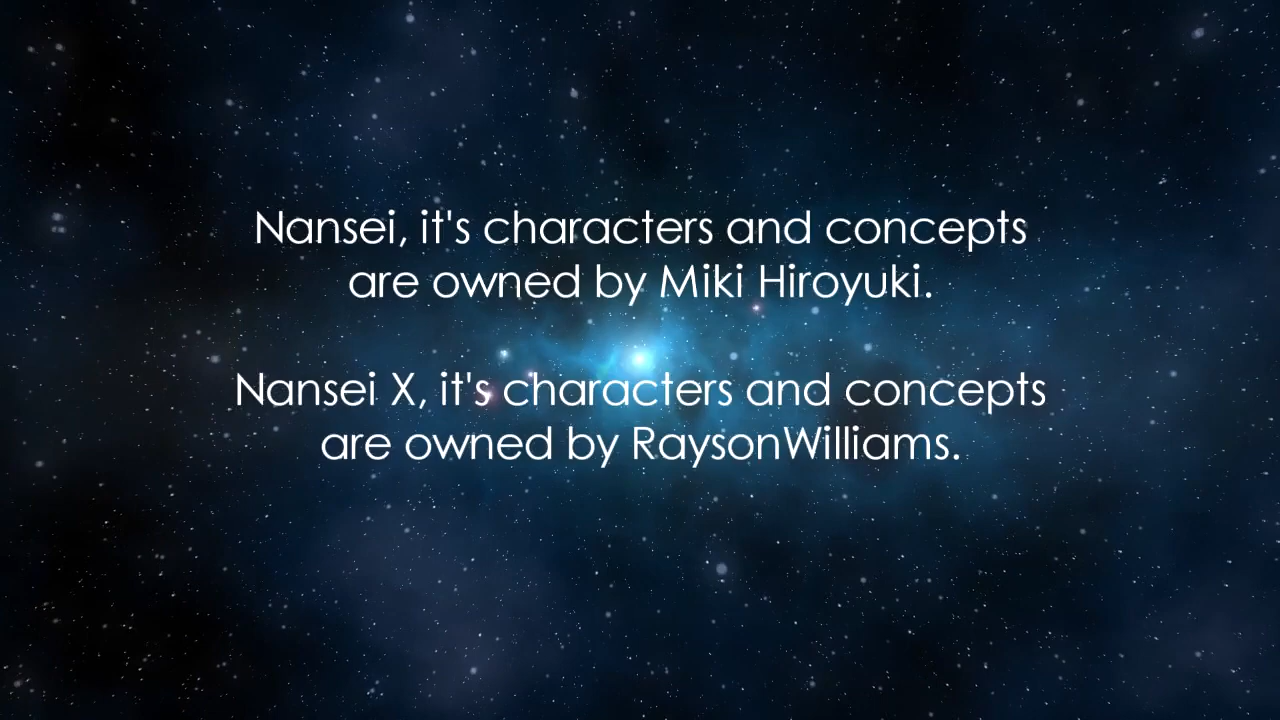 Nansei, it's characters and concepts
are owned by Miki Hiroyuki.
Nansei X, it's characters and concepts
are owned by RaysonWilliams.